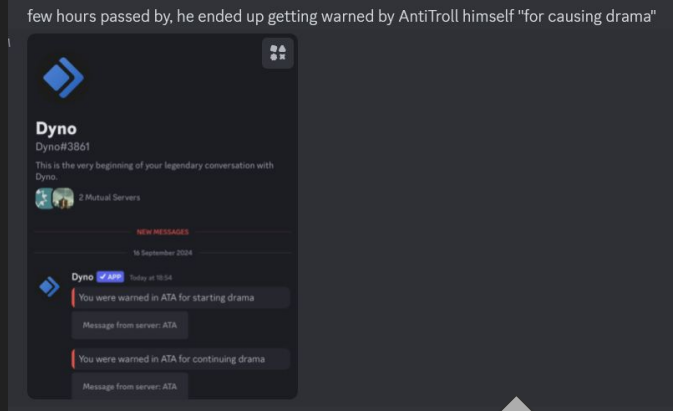 few hours passed by, he ended up getting warned by AntiTroll himself "for causing drama"
Dyno
Dyno#3861
This is the very beginning of your legendary conversation with
Dyno.
2 Mutual Servers
NEW MESSAGES
16 September 2024
Dyno ✓ APP Today at 18:54
You were warned in ATA for starting drama
Message from server: ATA
You were warned in ATA for continuing drama
Message from server: ATA